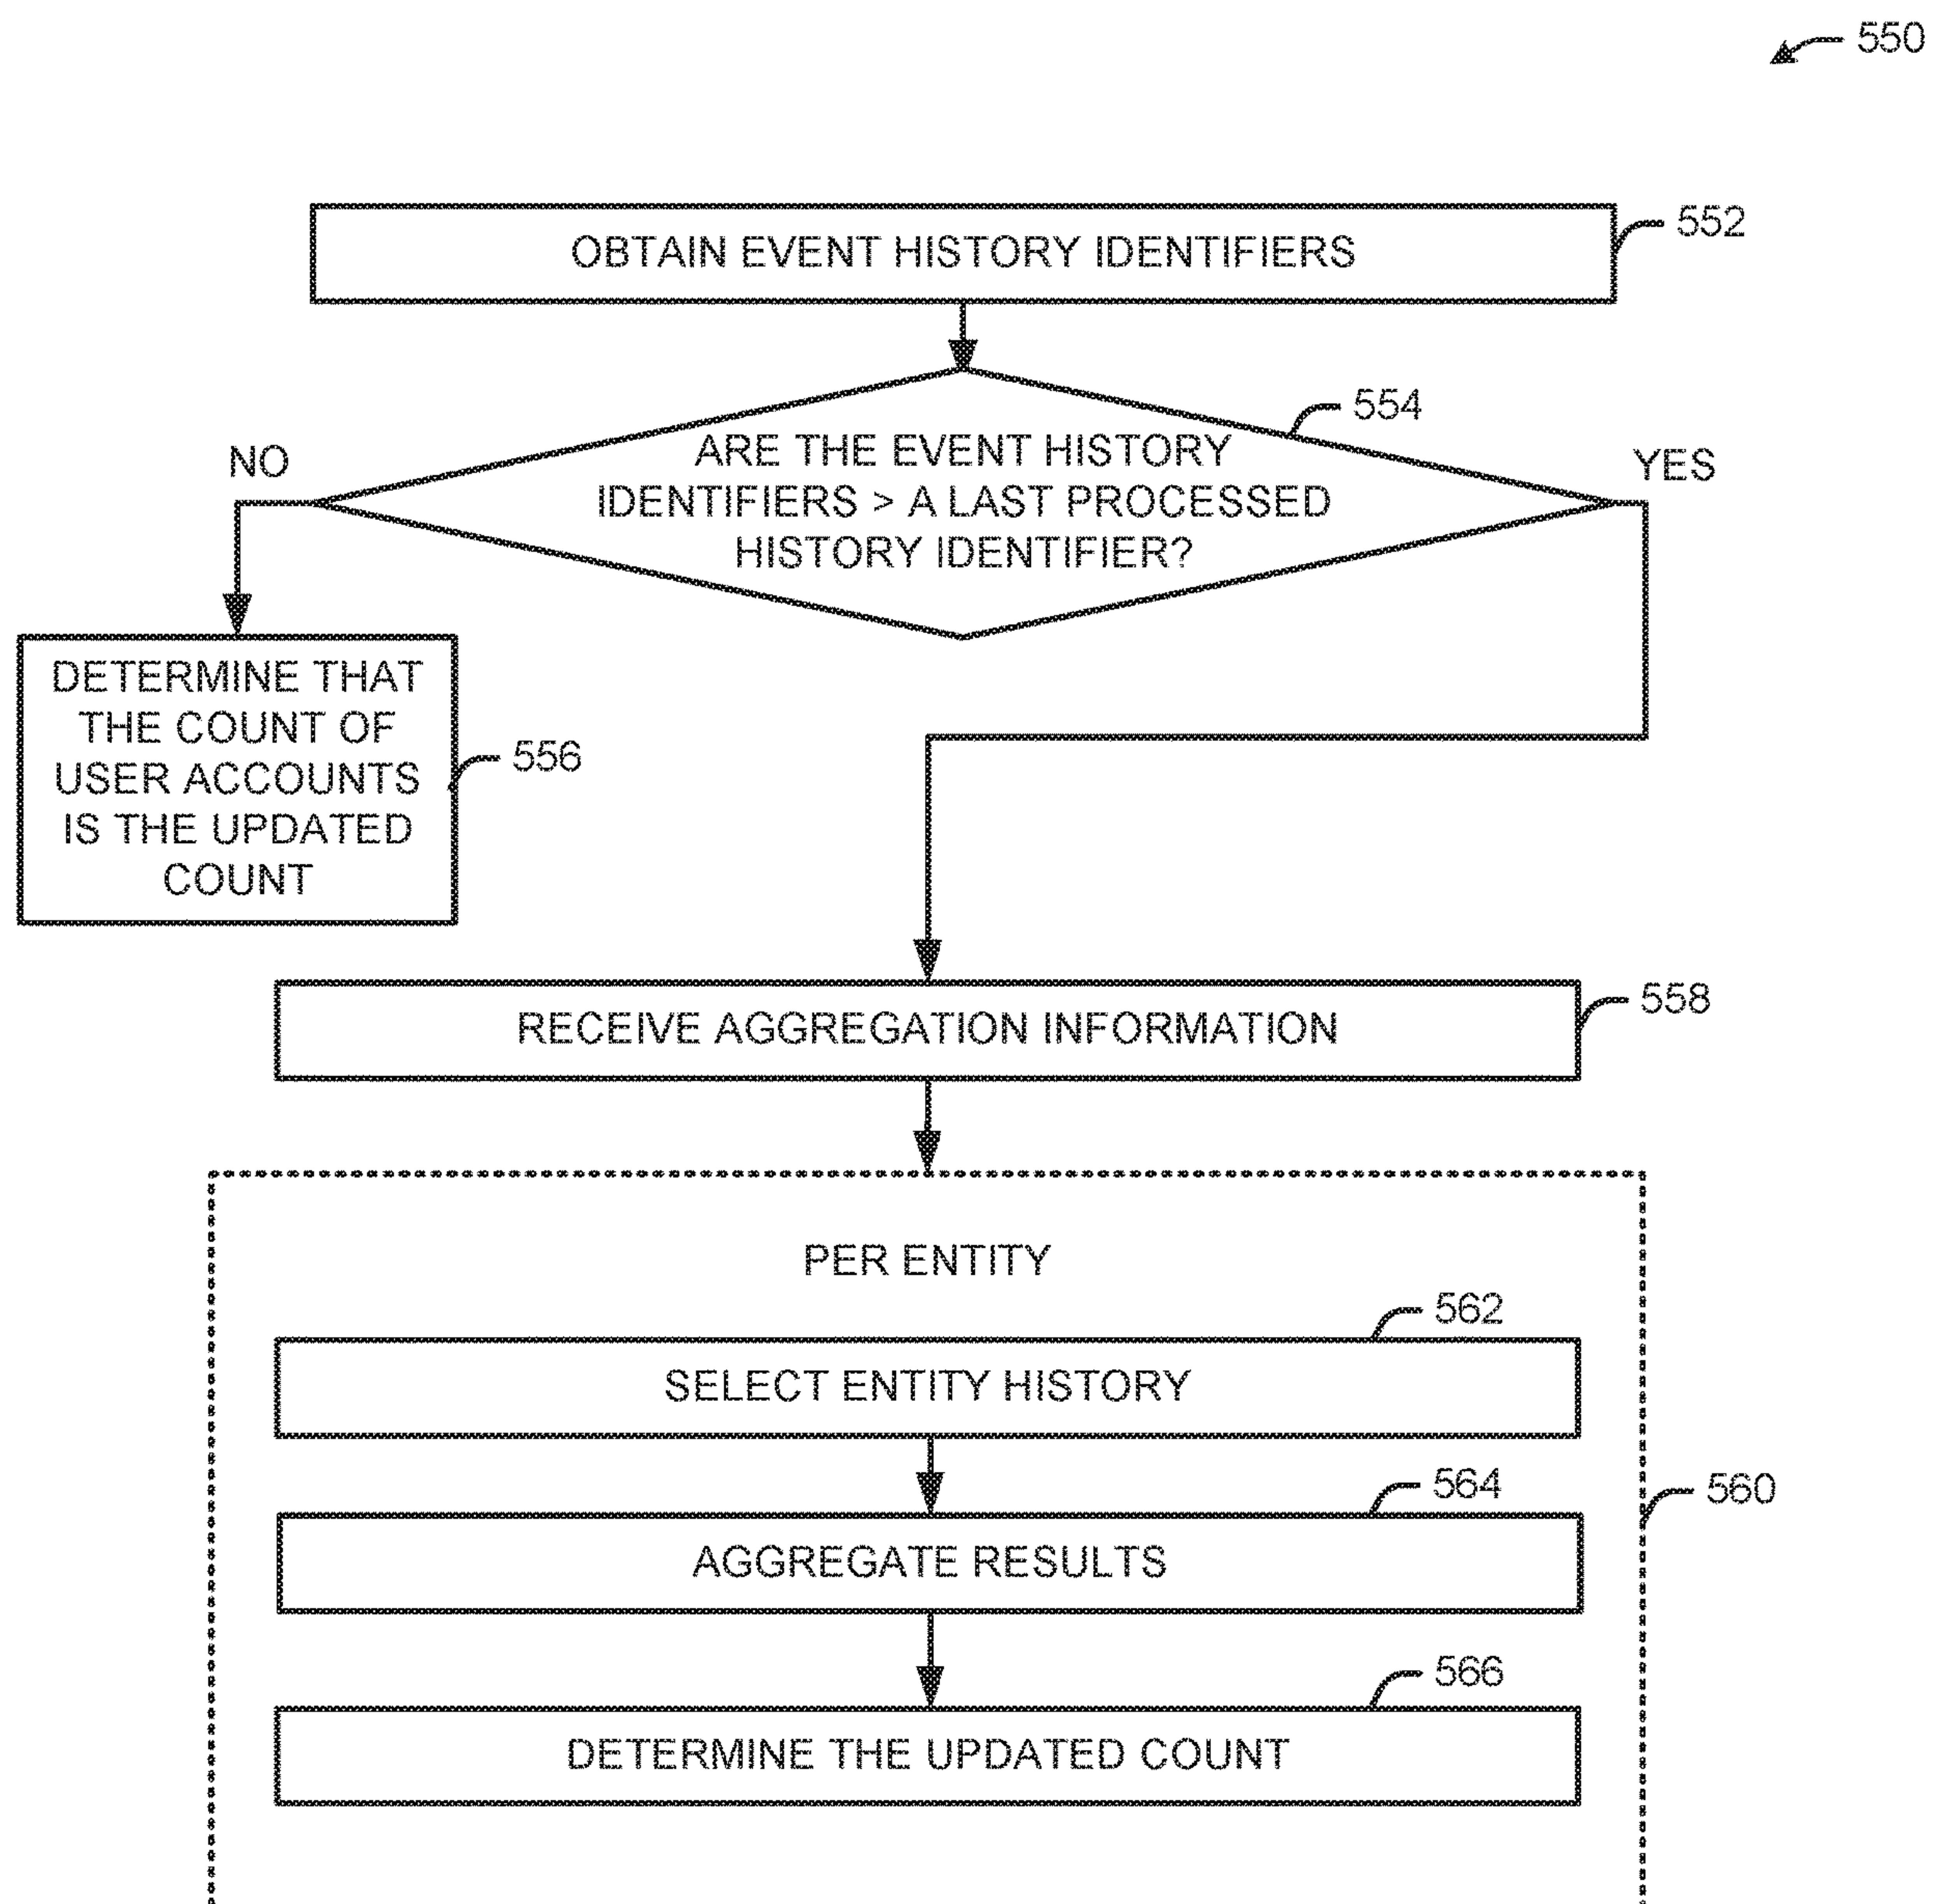 550
OBTAIN EVENT HISTORY IDENTIFIERS
552
554
ARE THE EVENT HISTORY
IDENTIFIERS > A LAST PROCESSED
HISTORY IDENTIFIER?
NO
YES
DETERMINE THAT
THE COUNT OF
USER ACCOUNTS
IS THE UPDATED
COUNT
556
RECEIVE AGGREGATION INFORMATION
558
PER ENTITY
562
SELECT ENTITY HISTORY
564
AGGREGATE RESULTS
560
566
DETERMINE THE UPDATED COUNT